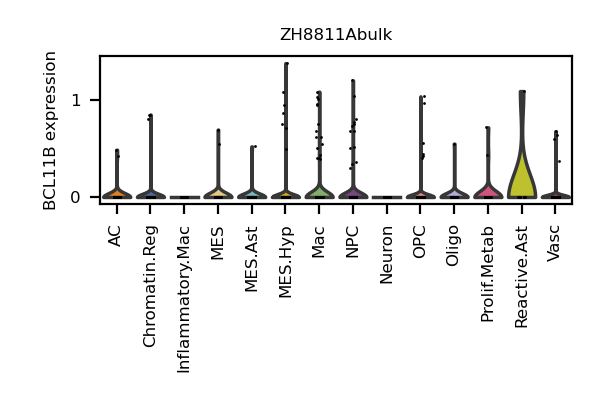 ZH8811Abulk
BCL11B expression
1
0
AC
Chromatin.Reg
Inflammatory.Mac
MES
MES.Ast
MES.Hyp
Mac
NPC
Neuron
OPC
Oligo
Prolif.Metab
Reactive.Ast
Vasc